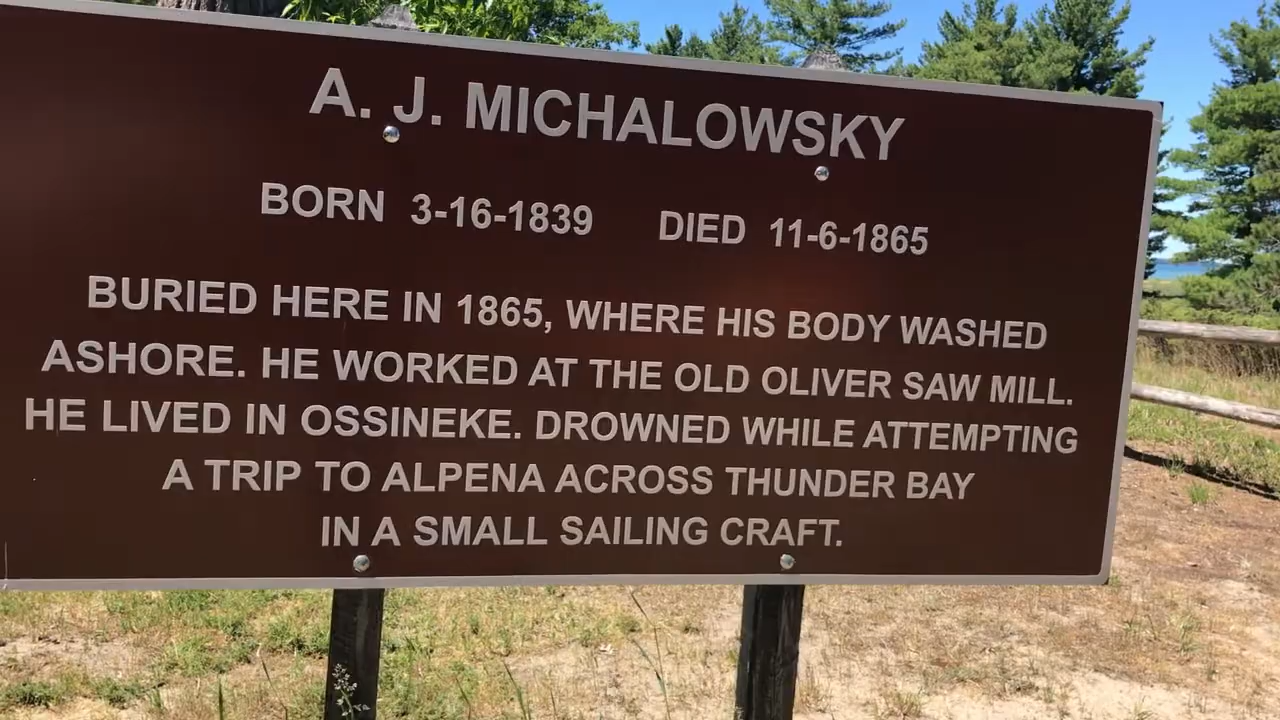 A. J. MICHALOWSKY
BORN 3-16-1839 DIED 11-6-1865
BURIED HERE IN 1865, WHERE HIS BODY WASHED
ASHORE. HE WORKED AT THE OLD OLIVER SAW MILL.
HE LIVED IN OSSINEKE. DROWNED WHILE ATTEMPTING
A TRIP TO ALPENA ACROSS THUNDER BAY
IN A SMALL SAILING CRAFT.